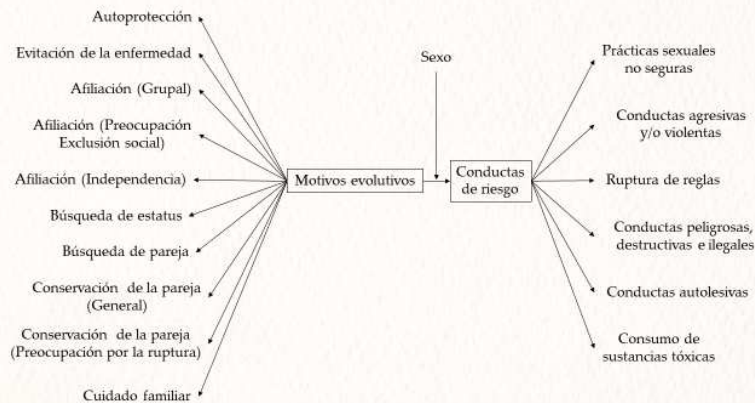 Autoprotección
Evitación de la enfermedad
Afiliación (Grupal)
Afiliación (Preocupación
Exclusión social)
Afiliación (Independencia)
Búsqueda de estatus
Búsqueda de pareja
Conservación de la pareja
(General)
Conservación de la pareja
(Preocupación por la ruptura)
Cuidado familiar
Motivos evolutivos
Sexo
Conductas
de riesgo
Prácticas sexuales
no seguras
Conductas agresivas
y/o violentas
Ruptura de reglas
Conductas peligrosas,
destructivas e ilegales
Conductas autolesivas
Consumo de
sustancias tóxicas